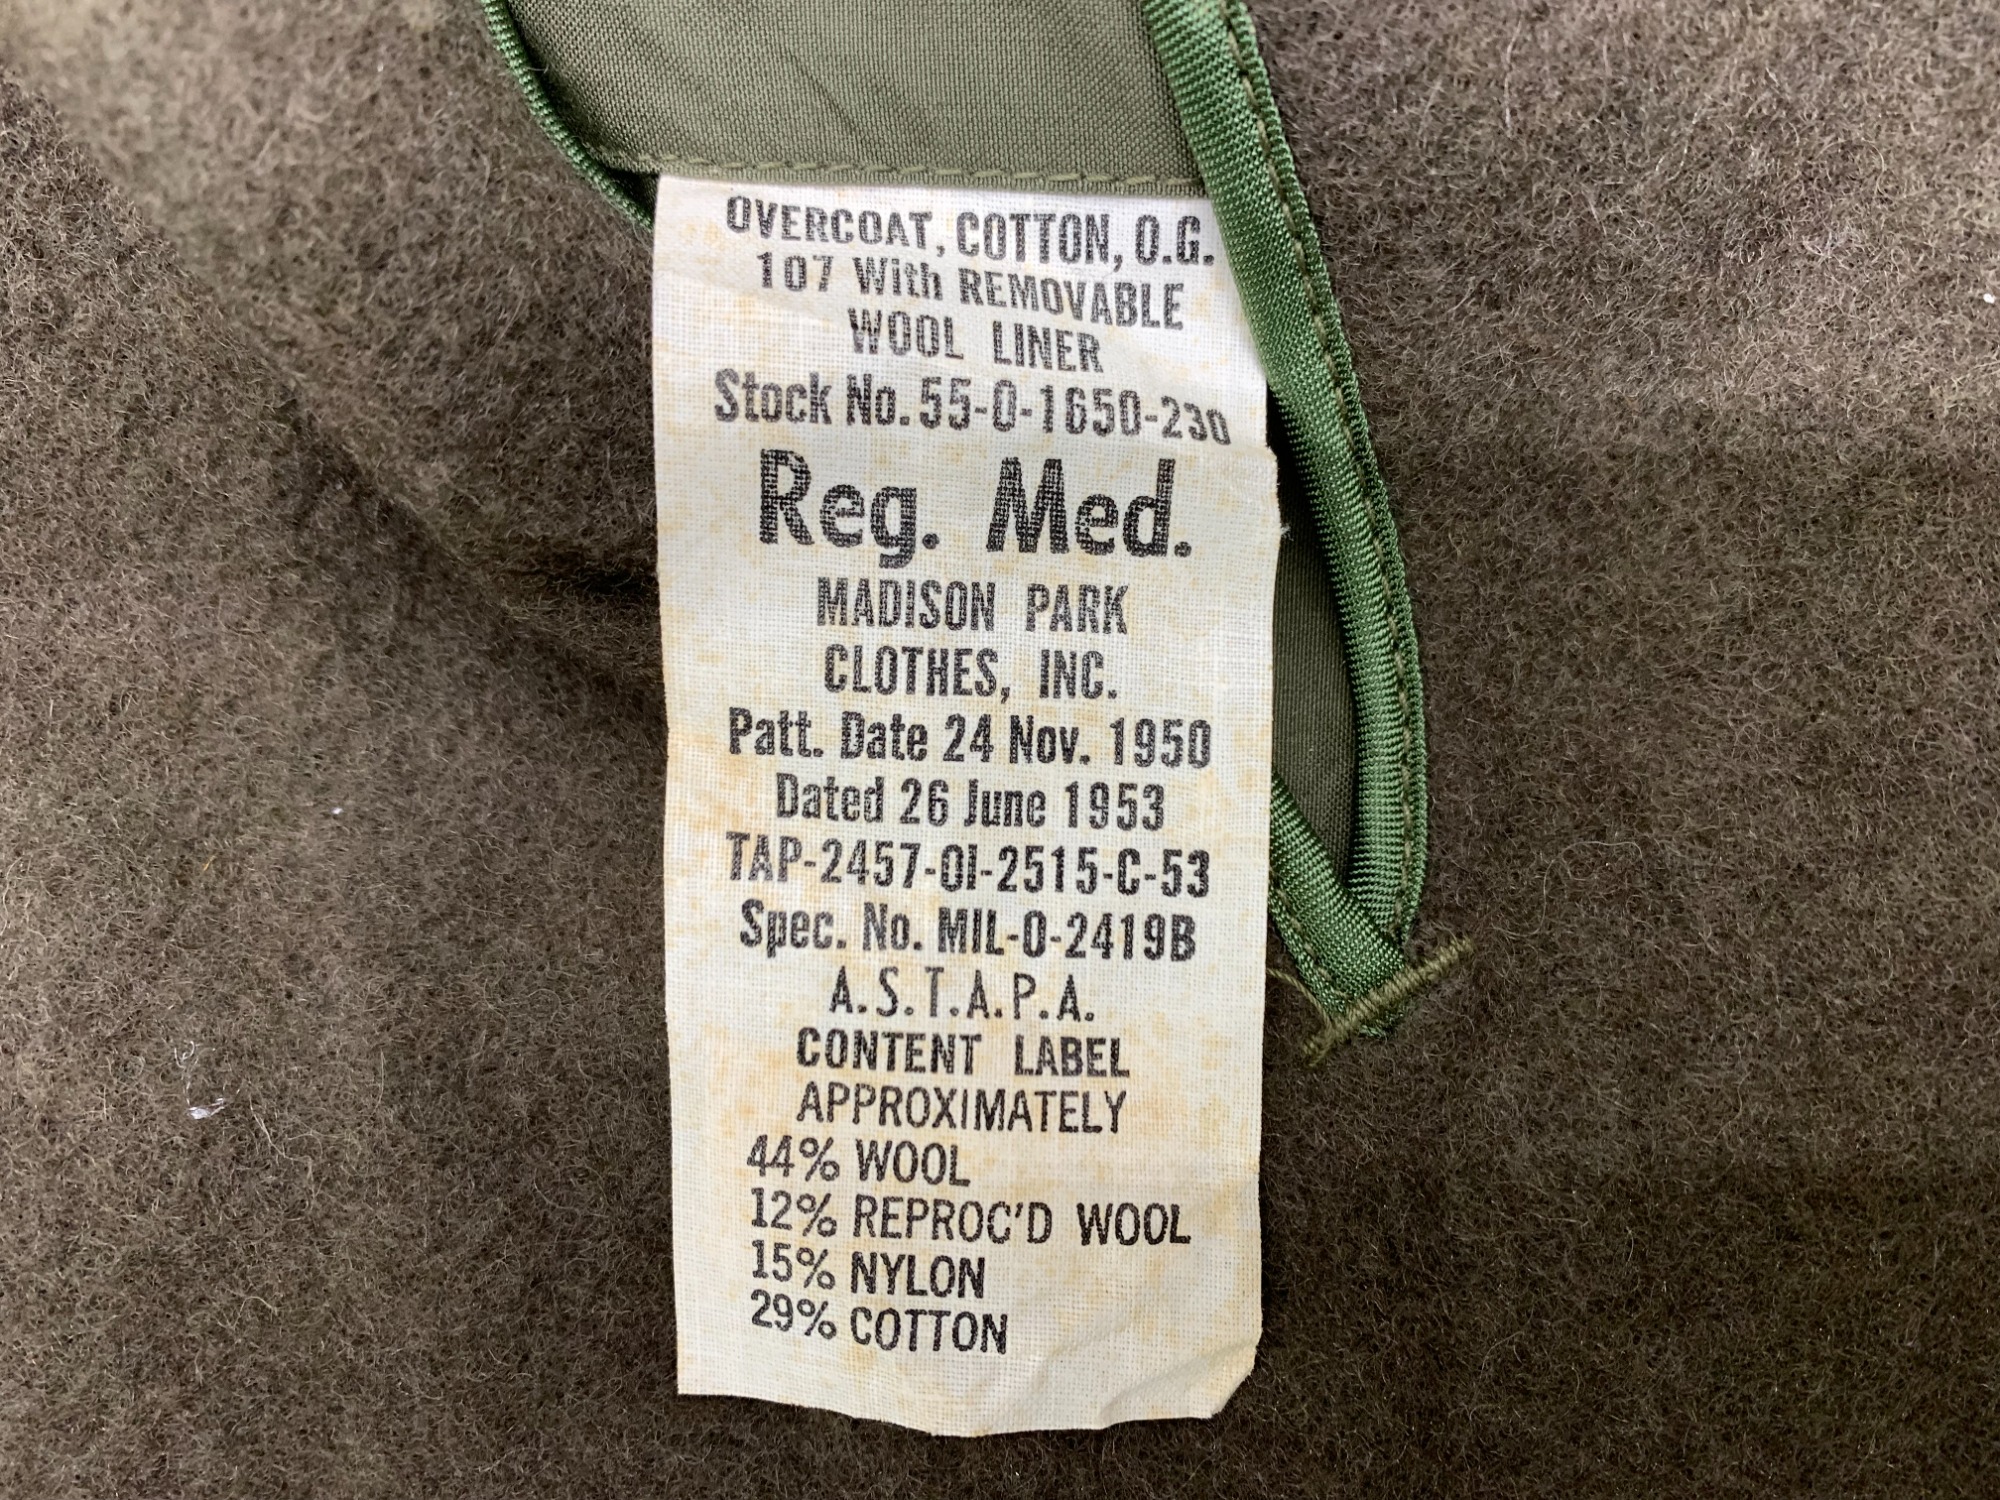 OVERCOAT, COTTON, O.G.
107 With REMOVABLE
WOOL LINER
Stock No. 55-O-1650-230
Reg. Med.
MADISON PARK
CLOTHES, INC.
Patt. Date 24 Nov. 1950
Dated 26 June 1953
TAP-2457-OI-2515-C-53
Spec. No. MIL-O-2419B
A.S.T.A.P.A.
CONTENT LABEL
APPROXIMATELY
44% WOOL
12% REPROC'D WOOL
15% NYLON
29% COTTON